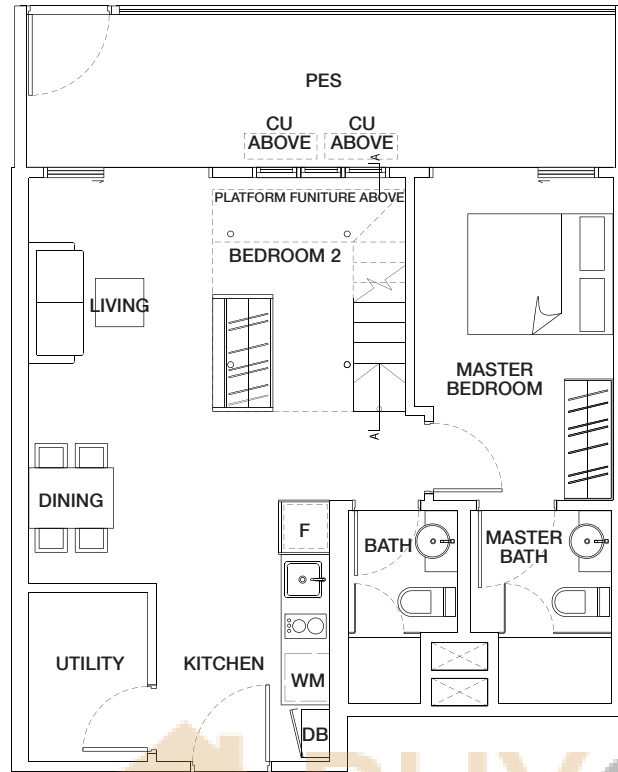 PES
CU
ABOVE
CU
ABOVE
A
PLATFORM FUNITURE ABOVE
BEDROOM 2
LIVING
MASTER
BEDROOM
A
DINING
F
BATH
MASTER
BATH
UTILITY
KITCHEN
WM
DB